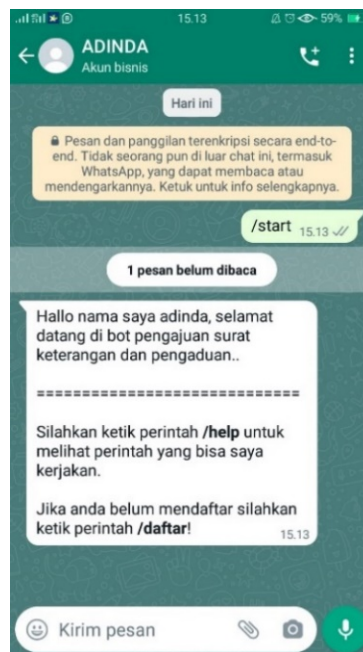 15.13
59%
ADINDA
Akun bisnis
Hari ini
Pesan dan panggilan terenkripsi secara end-to-
end. Tidak seorang pun di luar chat ini, termasuk
WhatsApp, yang dapat membaca atau
mendengarkannya. Ketuk untuk info selengkapnya.
/start 15.13
1 pesan belum dibaca
Hallo nama saya adinda, selamat
datang di bot pengajuan surat
keterangan dan pengaduan..
==============================
Silahkan ketik perintah /help untuk
melihat perintah yang bisa saya
kerjakan.
Jika anda belum mendaftar silahkan
ketik perintah /daftar!
15.13
Kirim pesan